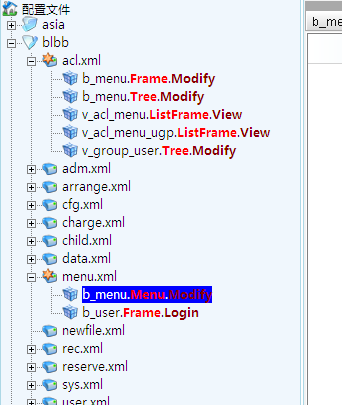 配置文件
asia
blbb
acl.xml
b_menu.Frame.Modify
b_menu.Tree.Modify
v_acl_menu.ListFrame.View
v_acl_menu_ugp.ListFrame.View
v_group_user.Tree.Modify
adm.xml
arrange.xml
cfg.xml
charge.xml
child.xml
data.xml
menu.xml
b_menu.Menu.Modify
b_user.Frame.Login
newfile.xml
rec.xml
reserve.xml
sys.xml
user.xml
b_me